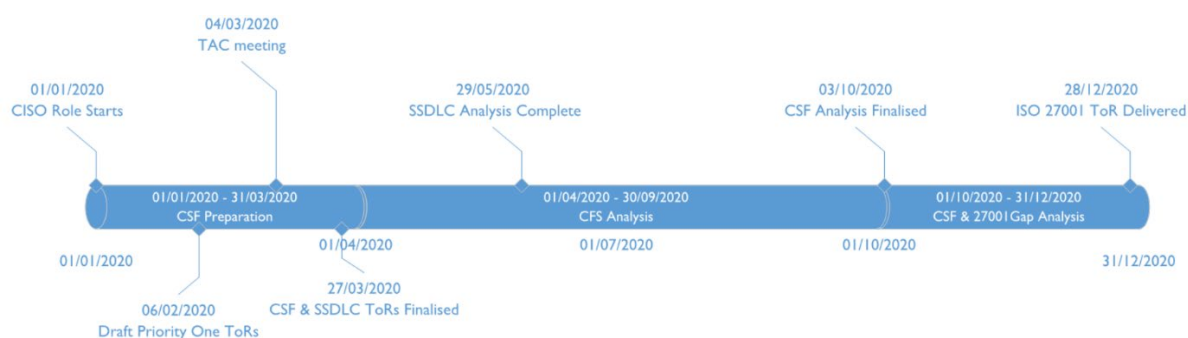 04/03/2020
TAC meeting
01/01/2020
CISO Role Starts
29/05/2020
SSDLC Analysis Complete
03/10/2020
CSF Analysis Finalised
28/12/2020
ISO 27001 ToR Delivered
01/01/2020 - 31/03/2020
CSF Preparation
01/04/2020 - 30/09/2020
CFS Analysis
01/10/2020 - 31/12/2020
CSF & 27001Gap Analysis
01/01/2020
01/04/2020
01/07/2020
01/10/2020
31/12/2020
06/02/2020
Draft Priority One ToRs
27/03/2020
CSF & SSDLC ToRs Finalised